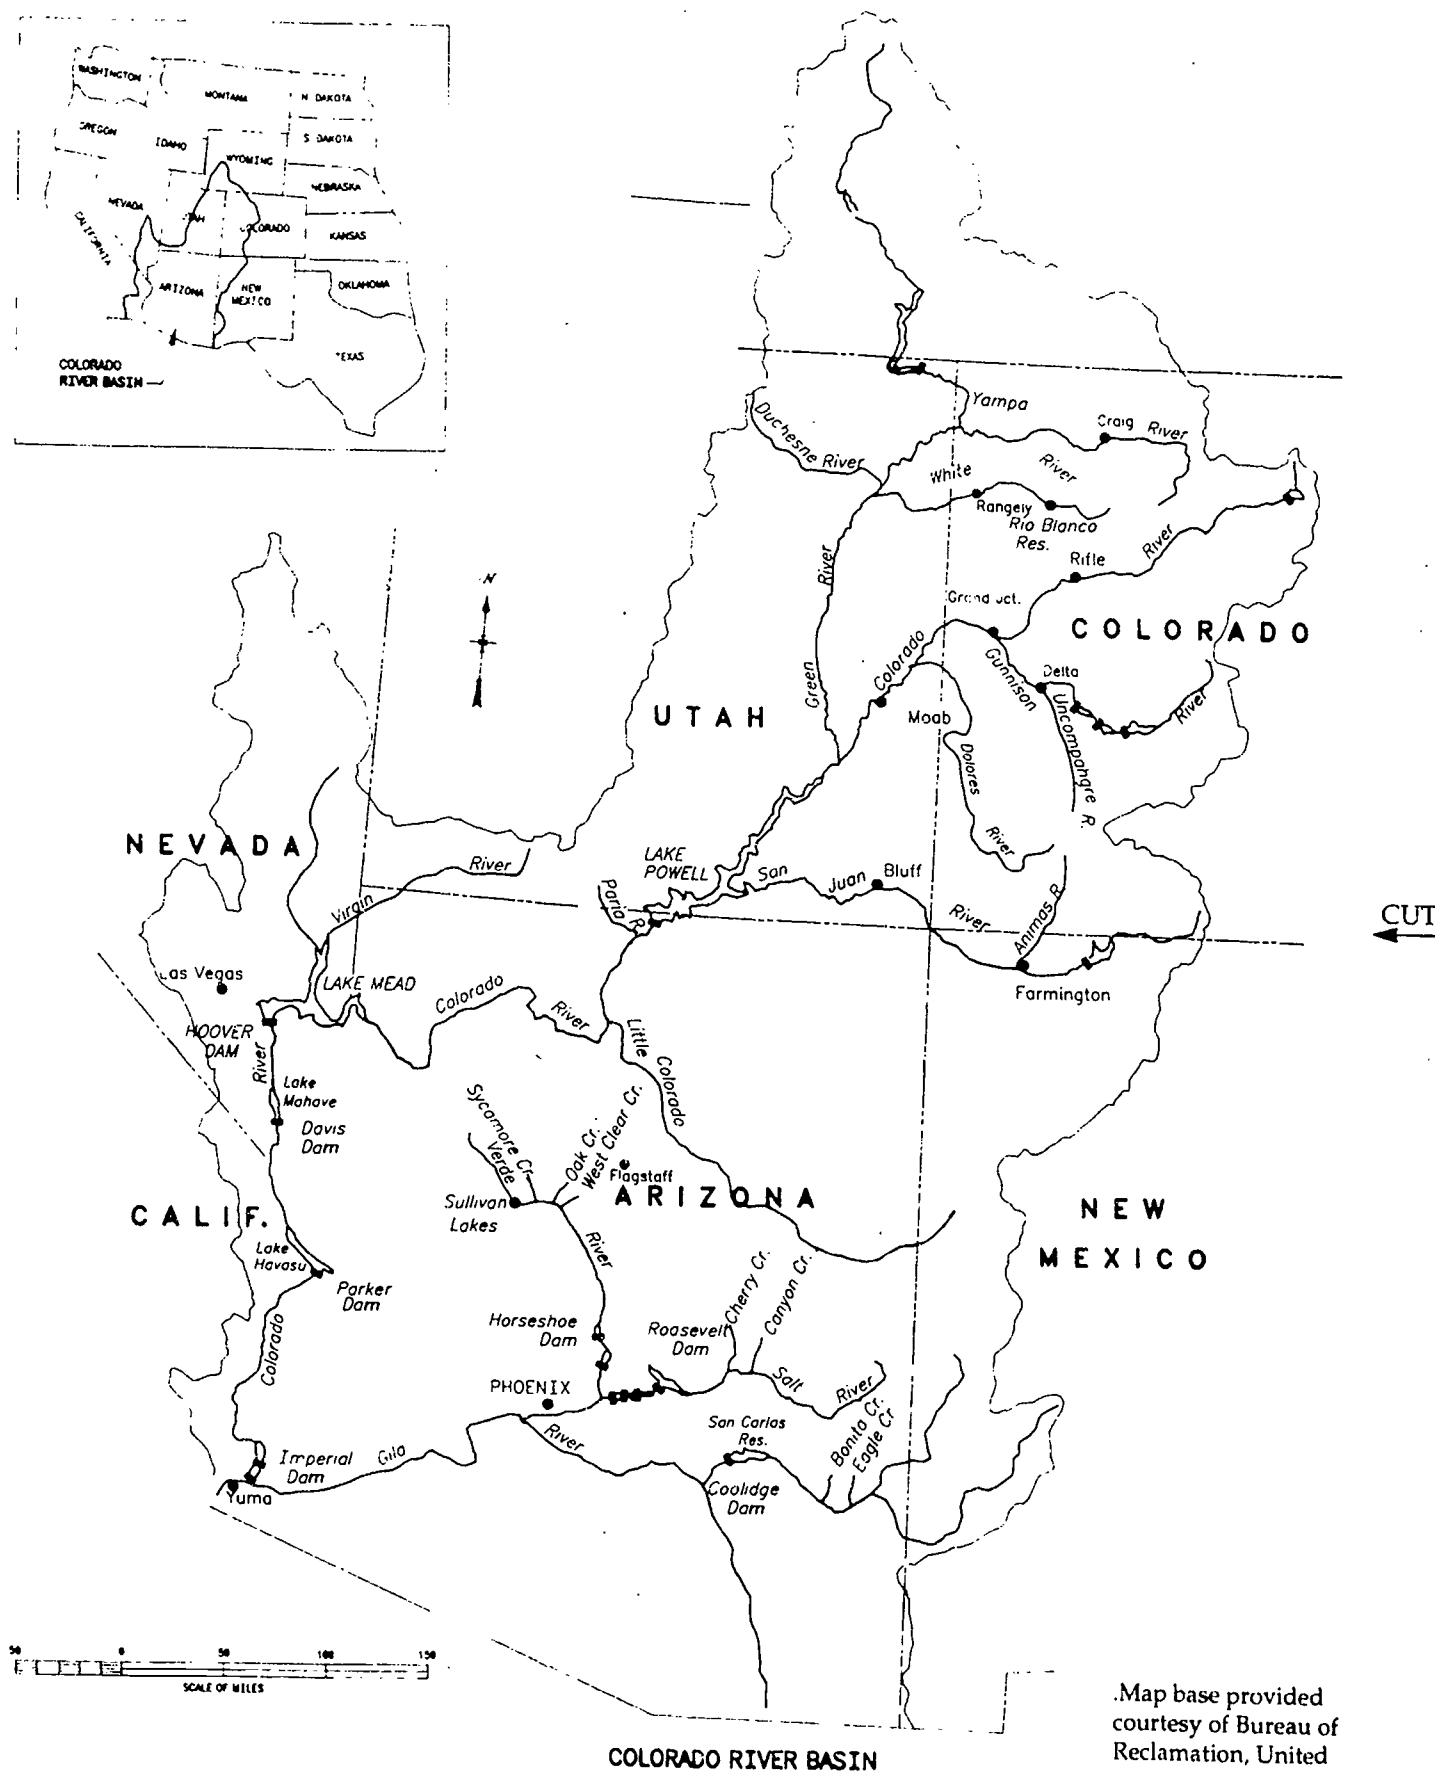 WASHINGTON
MONTANA
N DAKOTA
OREGON
IDAHO
S DAKOTA
WYOMING
NEBRASKA
NEVADA
UTAH
COLORADO
KANSAS
CALIFORNIA
ARIZONA
NEW
MEXICO
OKLAHOMA
TEXAS
COLORADO
RIVER BASIN
Yampa
River
Craig
Duchesne River
White
River
Rangely
Rio Blanco
Res.
Rifle
River
Grand Jct.
COLORADO
N
Green
River
Colorado
Gunnison
Delta
Uncompahgre R.
River
UTAH
Moab
Dolores
River
NEVADA
River
Virgin
LAKE
POWELL
San
Juan
Bluff
River
Animas R
Paria R.
CUT
Las Vegas
LAKE MEAD
Colorado
River
Farmington
HOOVER
DAM
River
Little
Colorado
Lake
Mohave
Davis
Dam
Sycamore Cr.
Verde
Oak Cr.
West Clear Cr.
Flagstaff
Sullivan
Lakes
ARIZONA
CALIF.
NEW
MEXICO
River
Lake
Havasu
Parker
Dam
Cherry Cr.
Canyon Cr.
Horseshoe
Dam
Roosevelt
Dam
Colorado
PHOENIX
Salt
River
San Carlos
Res.
Bonita Cr.
Eagle Cr
Gila
River
Imperial
Dam
Coolidge
Dam
Yuma
50 0 50 100 150
SCALE OF MILES
.Map base provided
courtesy of Bureau of
Reclamation, United
COLORADO RIVER BASIN